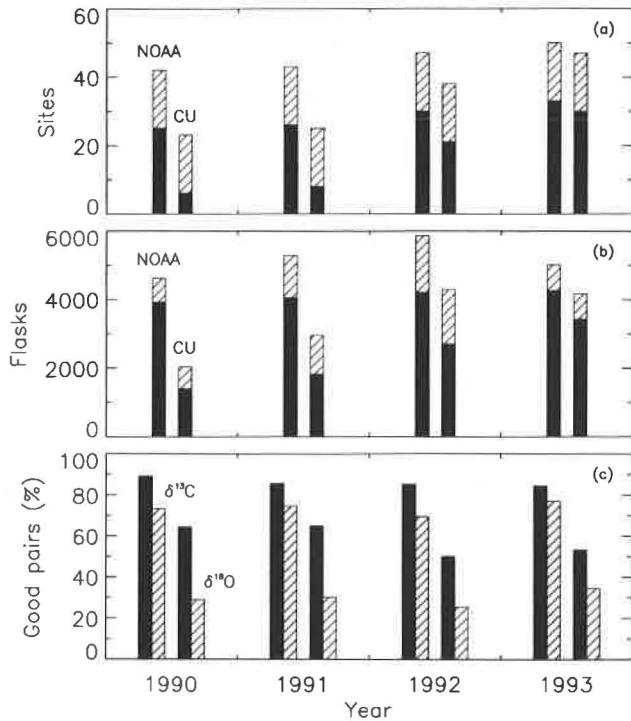 60
(a)
NOAA
40
CU
Sites
20
0
6000
(b)
NOAA
4000
CU
Flasks
2000
0
100
(c)
80
δ¹³C
60
Good pairs (%)
40
δ¹⁸O
20
0
1990 1991 1992 1993
Year